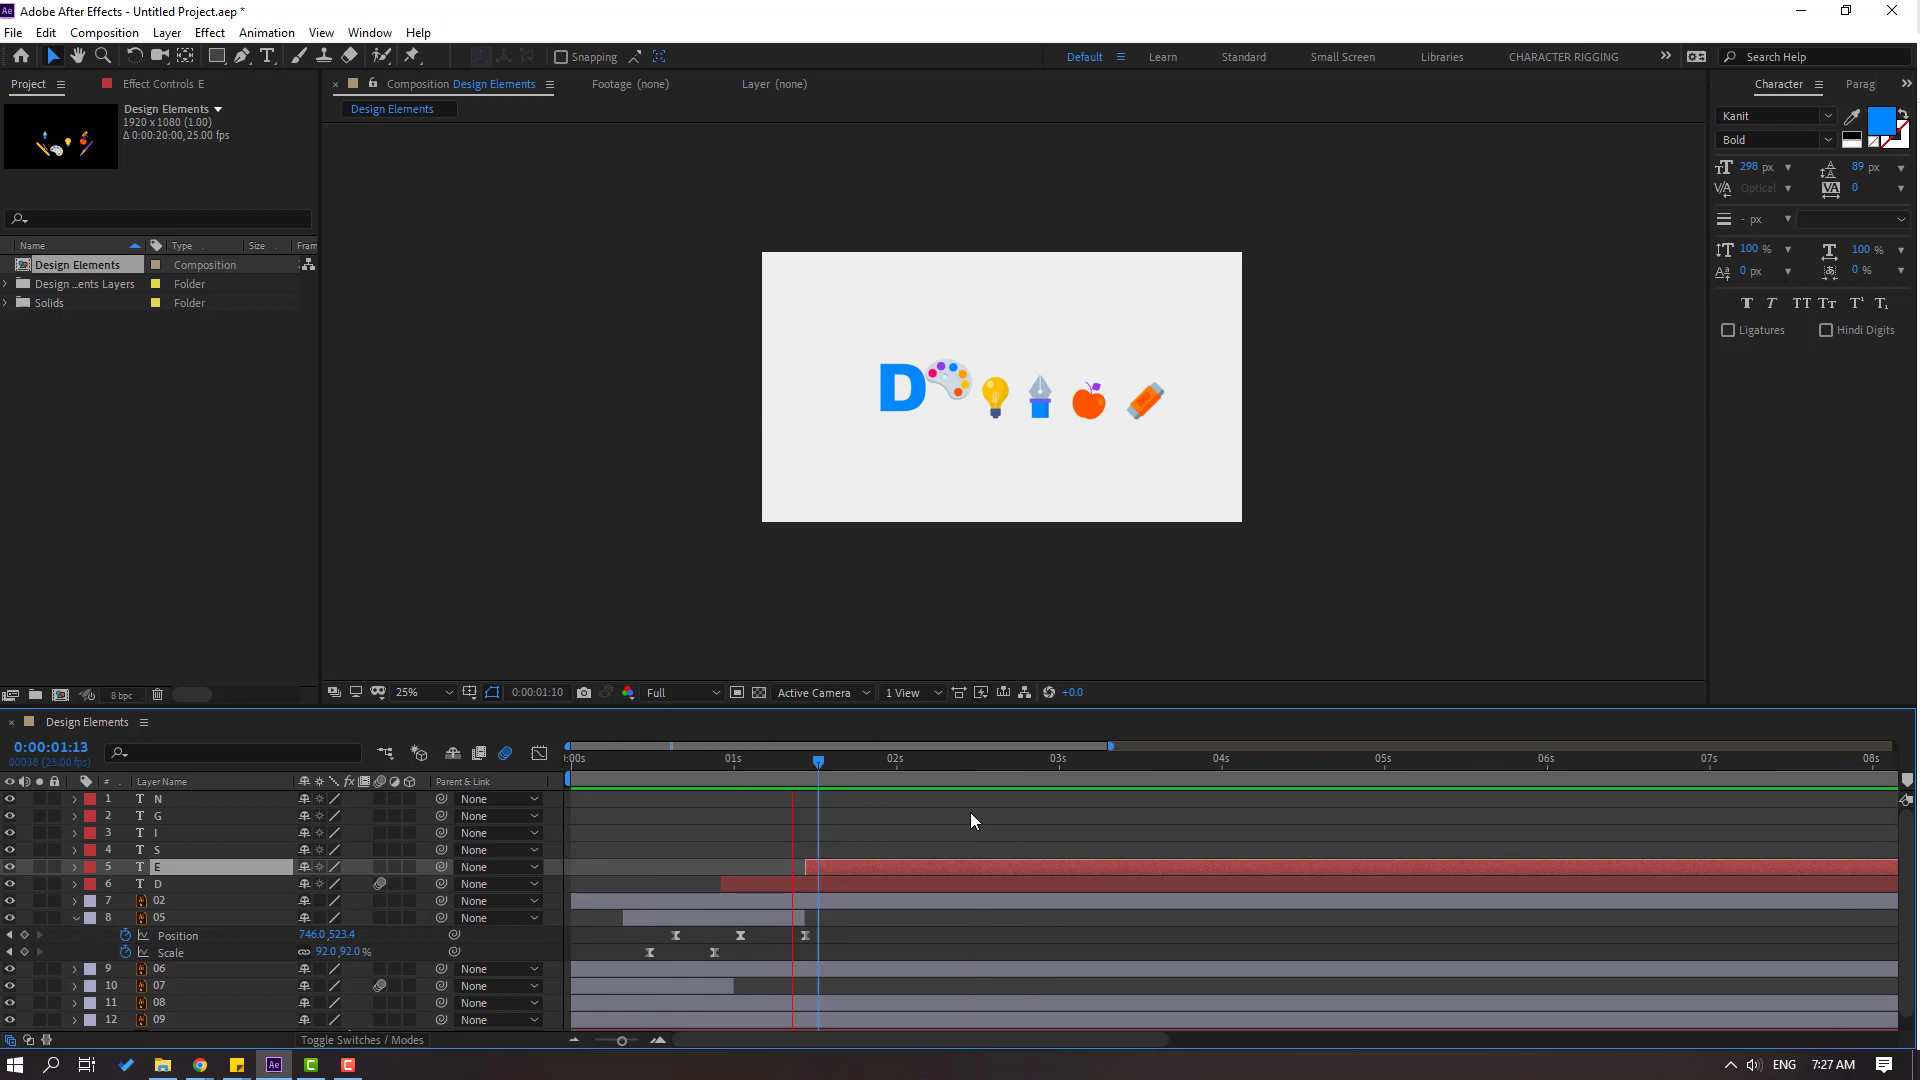 Adobe After Effects - Untitled Project.aep *
File Edit Composition Layer Effect Animation View Window Help
Snapping Default Learn Standard Small Screen Libraries CHARACTER RIGGING Search Help
Project Effect Controls E Composition Design Elements Footage (none) Layer (none) Character Parag
Design Elements
1920 x 1080 (1.00)
Δ 0:00:20:00, 25.00 fps
Design Elements
Kanit
Bold
298 px 89 px
Optical 0
- px
100 % 100 %
0 px 0 %
Ligatures Hindi Digits
Name Type Size Fram
Design Elements Composition
Design ...ents Layers Folder
Solids Folder
D
8 bpc
25% 0:00:01:10 Full Active Camera 1 View +0.0
Design Elements
0:00:01:13
00038 (25.00 fps)
:00s 01s 02s 03s 04s 05s 06s 07s 08s
# Layer Name Parent & Link
1 T N None
2 T G None
3 T I None
4 T S None
5 T E None
6 T D None
7 02 None
8 05 None
Position 746.0,523.4
Scale 92.0,92.0 %
9 06 None
10 07 None
11 08 None
12 09 None
Toggle Switches / Modes
ENG 7:27 AM